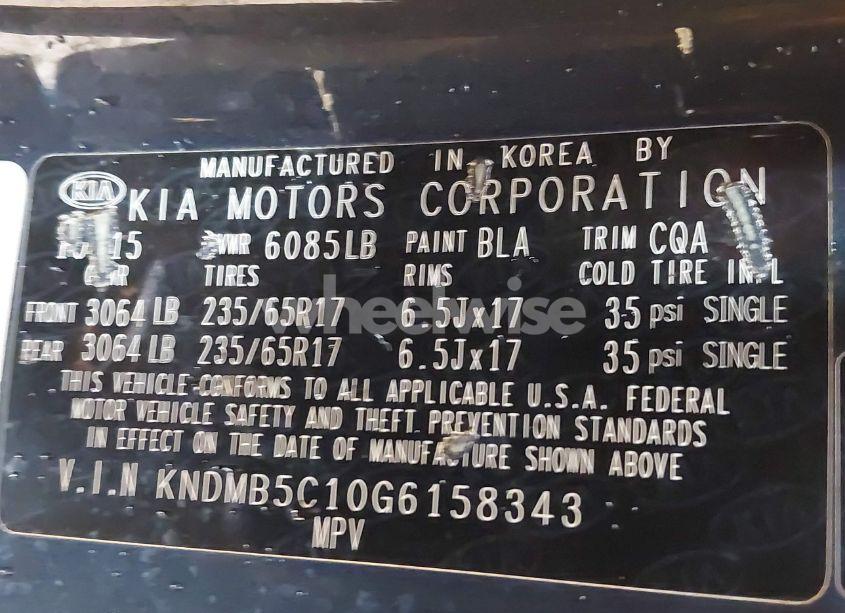 MANUFACTURED IN KOREA BY
KIA KIA MOTORS CORPORATION
15 GVWR 6085LB PAINT BLA TRIM CQA
TIRES RIMS COLD TIRE INFL
FRONT 3064 LB 235/65R17 6.5Jx17 35 psi SINGLE
wheelwise
REAR 3064 LB 235/65R17 6.5Jx17 35 psi SINGLE
THIS VEHICLE CONFORMS TO ALL APPLICABLE U.S.A. FEDERAL
MOTOR VEHICLE SAFETY AND THEFT PREVENTION STANDARDS
IN EFFECT ON THE DATE OF MANUFACTURE SHOWN ABOVE
V.I.N KNDMB5C10G6158343
MPV